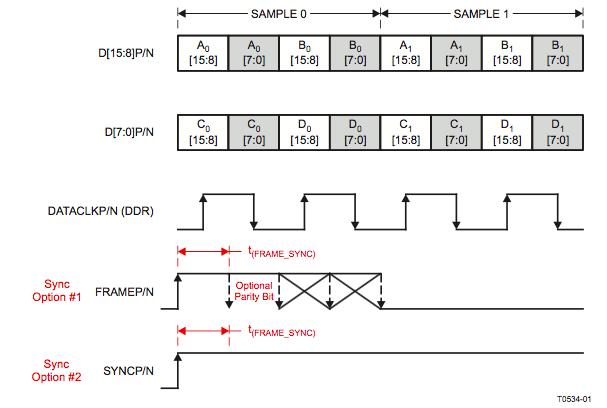 SAMPLE 0 SAMPLE 1
D[15:8]P/N A0 A0 B0 B0 A1 A1 B1 B1
[15:8] [7:0] [15:8] [7:0] [15:8] [7:0] [15:8] [7:0]
D[7:0]P/N C0 C0 D0 D0 C1 C1 D1 D1
[15:8] [7:0] [15:8] [7:0] [15:8] [7:0] [15:8] [7:0]
DATACLKP/N (DDR)
t(FRAME_SYNC)
Sync
Option #1
FRAMEP/N
Optional
Parity Bit
t(FRAME_SYNC)
Sync
Option #2
SYNCP/N
T0534-01